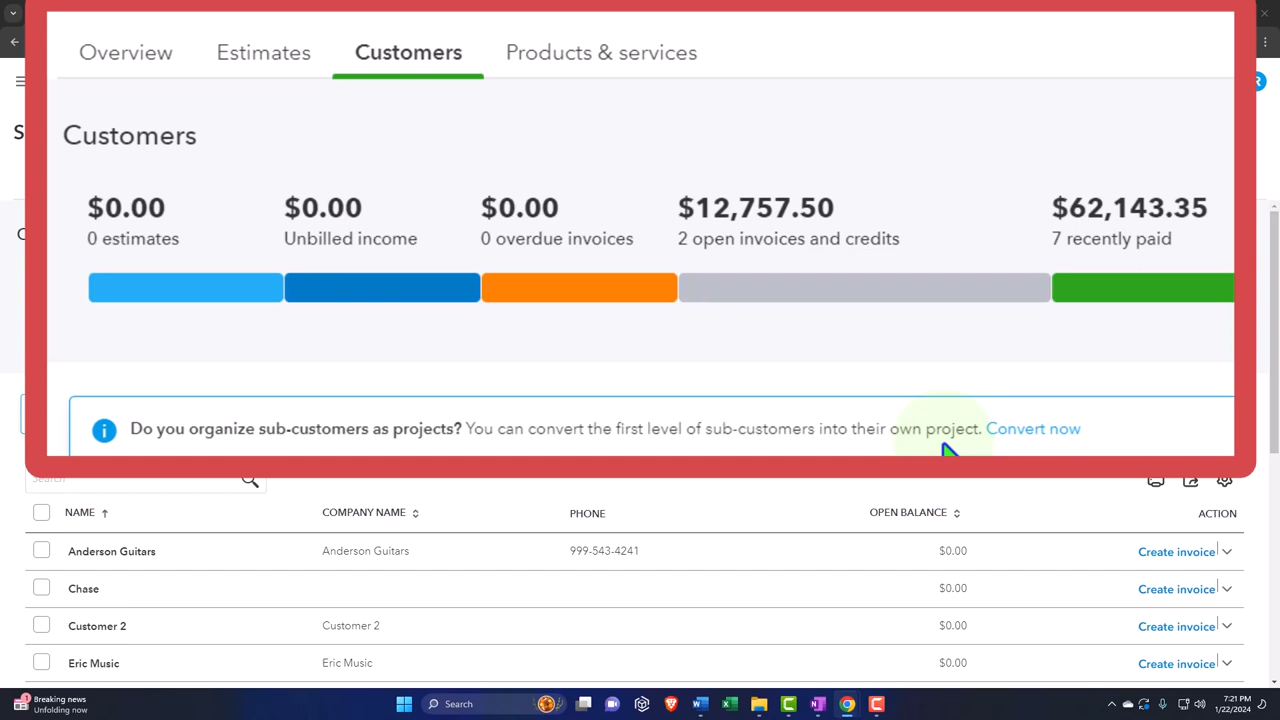 Overview Estimates Customers Products & services
Customers
$0.00 $0.00 $0.00 $12,757.50 $62,143.35
0 estimates Unbilled income 0 overdue invoices 2 open invoices and credits 7 recently paid
Do you organize sub-customers as projects? You can convert the first level of sub-customers into their own project. Convert now
Search
NAME COMPANY NAME PHONE OPEN BALANCE ACTION
Anderson Guitars Anderson Guitars 999-543-4241 $0.00 Create invoice
Chase $0.00 Create invoice
Customer 2 Customer 2 $0.00 Create invoice
Eric Music Eric Music $0.00 Create invoice
1 Breaking news
Unfolding now
Search
7:21 PM
1/22/2024